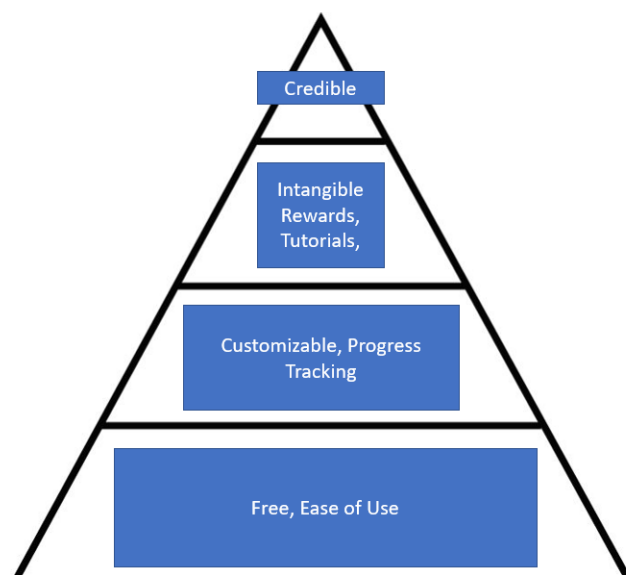 Credible
Intangible
Rewards,
Tutorials,
Customizable, Progress
Tracking
Free, Ease of Use